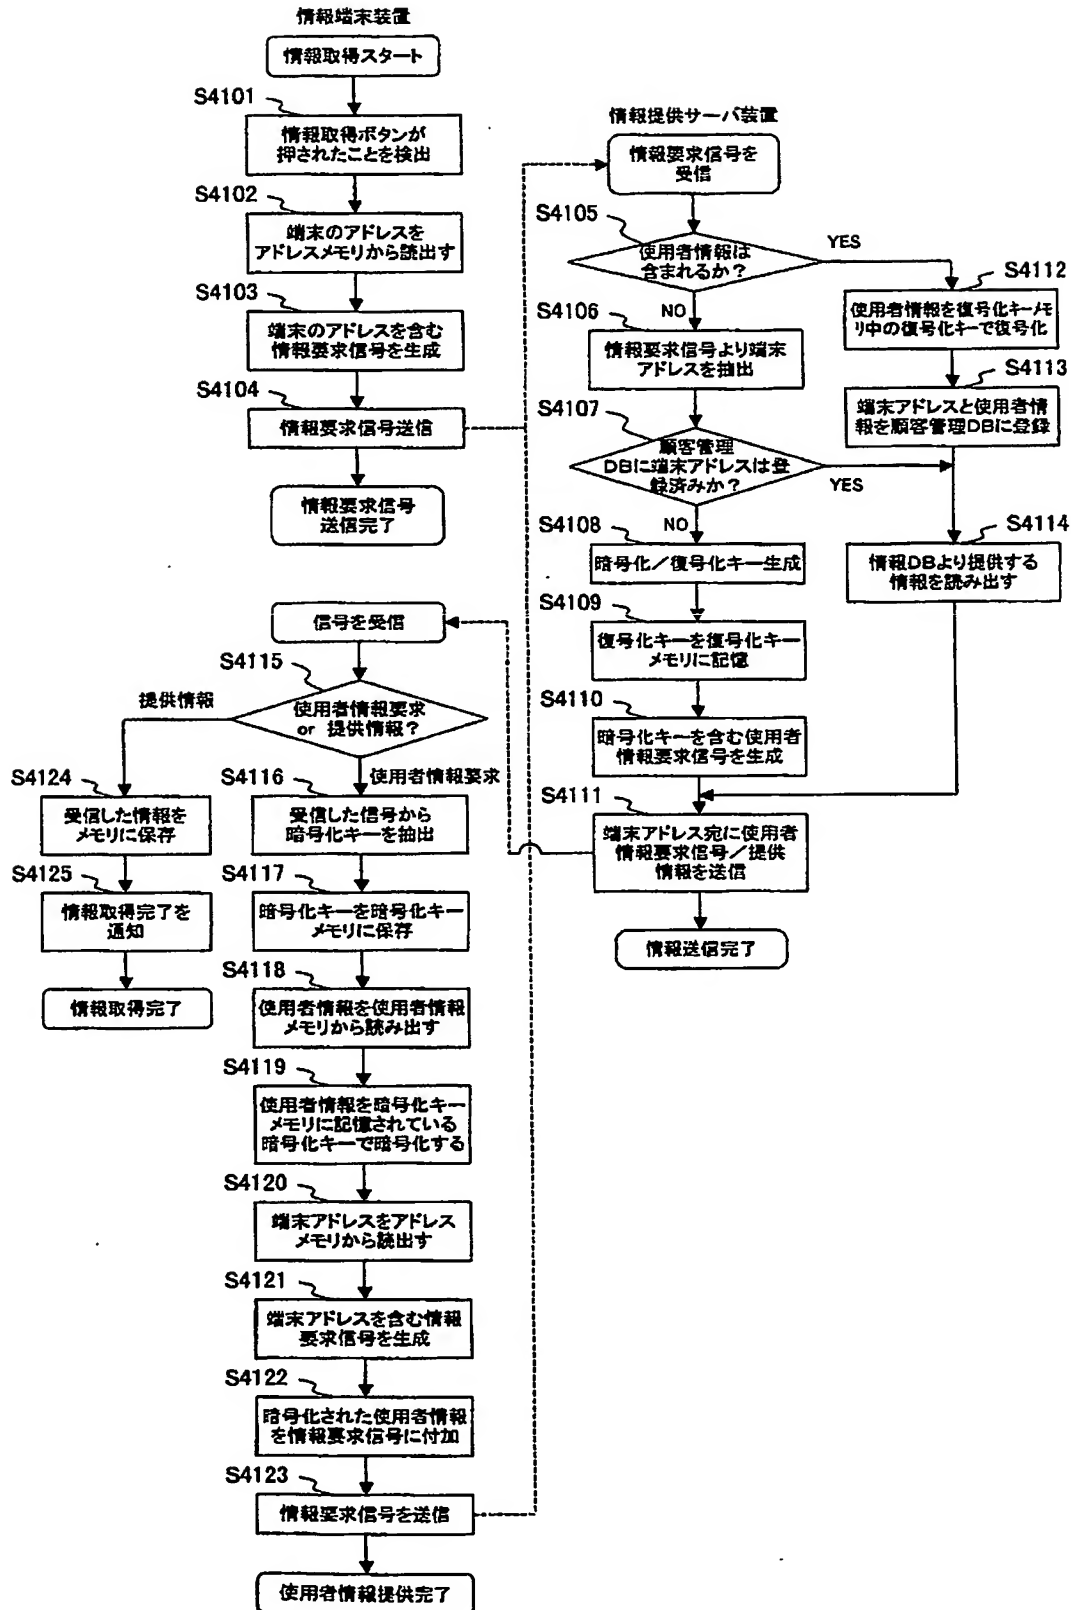 情報端末装置
情報取得スタート
S4101
情報取得ボタンが
押されたことを検出
S4102
端末のアドレスを
アドレスメモリから読出す
S4103
端末のアドレスを含む
情報要求信号を生成
S4104
情報要求信号送信
情報要求信号
送信完了
情報提供サーバ装置
情報要求信号を
受信
S4105
使用者情報は
含まれるか?
YES
NO
S4106
情報要求信号より端末
アドレスを抽出
S4107
顧客管理
DBに端末アドレスは登
録済みか?
YES
NO
S4108
暗号化/復号化キー生成
S4109
復号化キーを復号化キー
メモリに記憶
S4110
暗号化キーを含む使用者
情報要求信号を生成
S4111
端末アドレス宛に使用者
情報要求信号/提供
情報を送信
情報送信完了
S4112
使用者情報を復号化キーメモ
リ中の復号化キーで復号化
S4113
端末アドレスと使用者情
報を顧客管理DBに登録
S4114
情報DBより提供する
情報を読み出す
信号を受信
S4115
使用者情報要求
or 提供情報?
提供情報
使用者情報要求
S4124
受信した情報を
メモリに保存
S4125
情報取得完了を
通知
情報取得完了
S4116
受信した信号から
暗号化キーを抽出
S4117
暗号化キーを暗号化キー
メモリに保存
S4118
使用者情報を使用者情報
メモリから読み出す
S4119
使用者情報を暗号化キー
メモリに記憶されている
暗号化キーで暗号化する
S4120
端末アドレスをアドレス
メモリから読出す
S4121
端末アドレスを含む情報
要求信号を生成
S4122
暗号化された使用者情報
を情報要求信号に付加
S4123
情報要求信号を送信
使用者情報提供完了